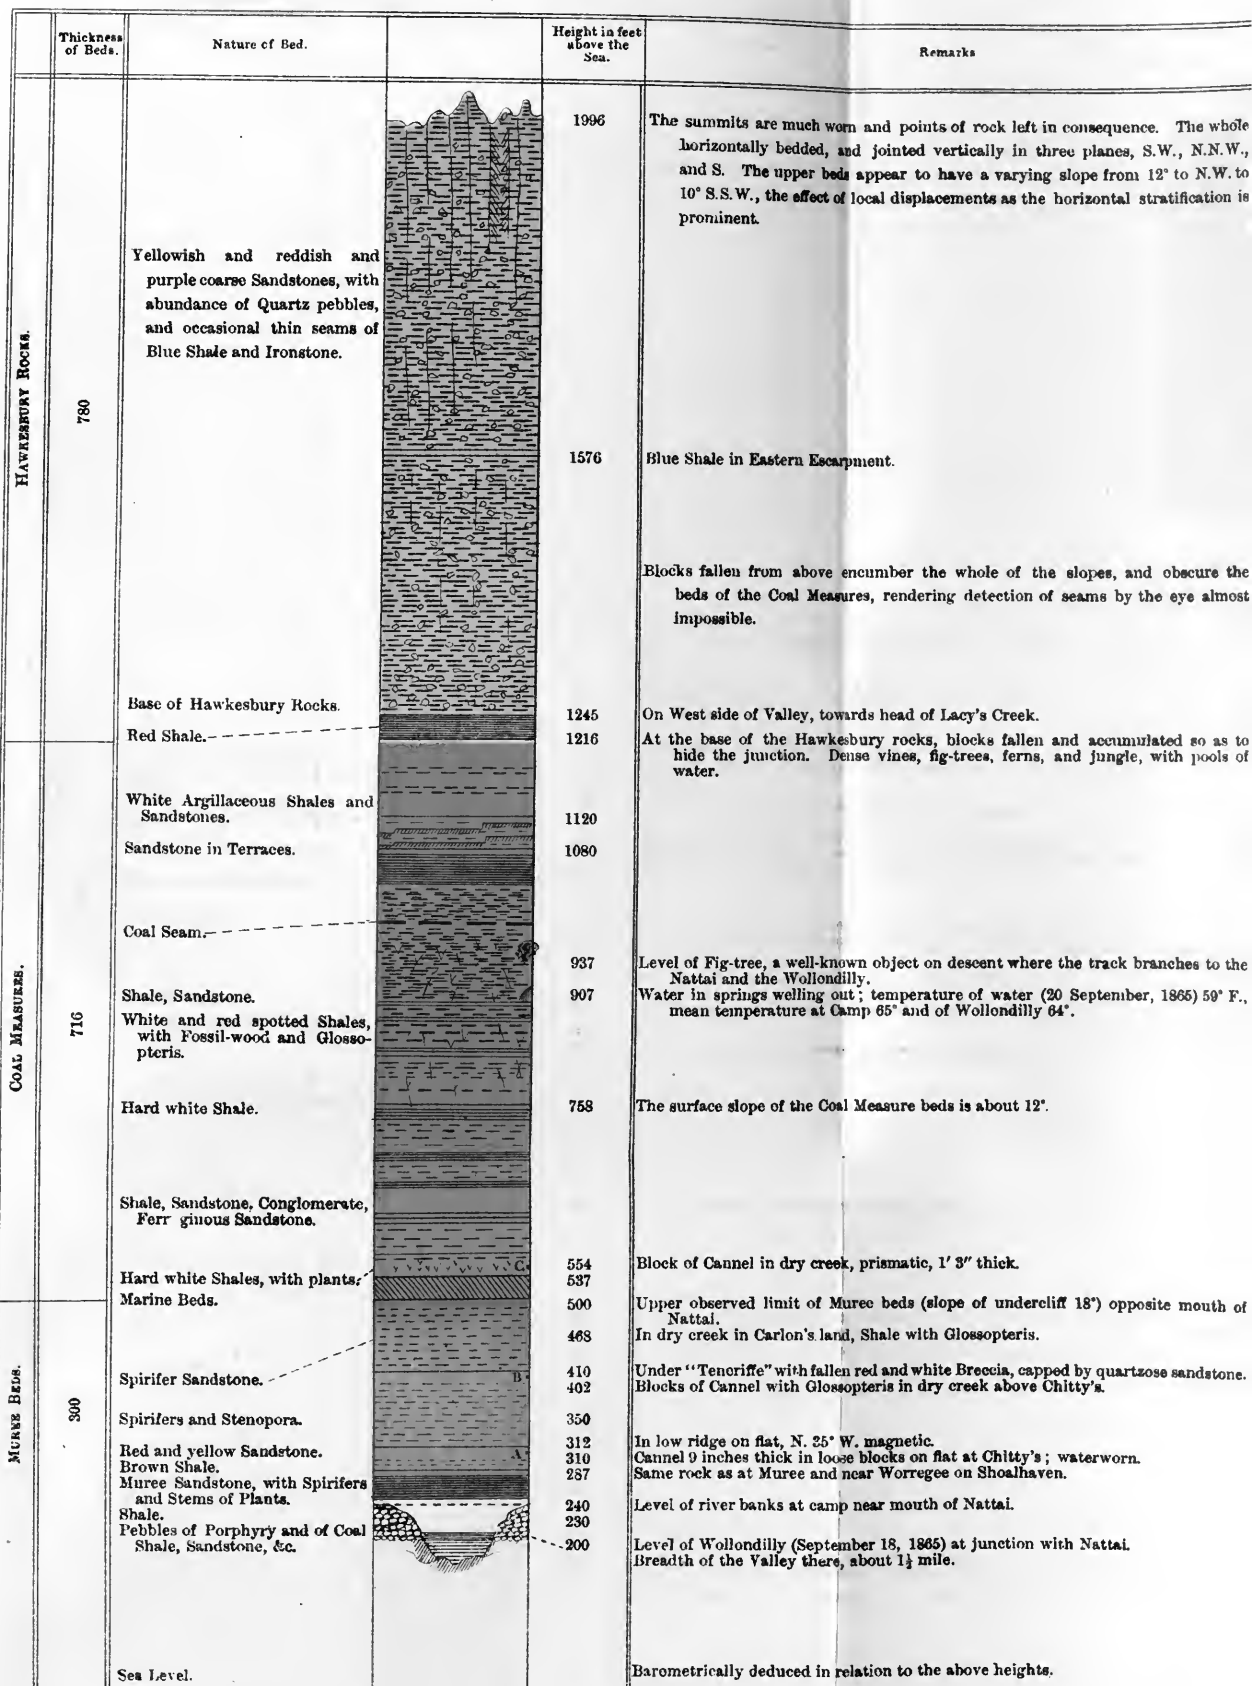 Thickness of Beds.
Nature of Bed.
Height in feet above the Sea.
Remarks
HAWKESBURY ROCKS.
780
Yellowish and reddish and
purple coarse Sandstones, with
abundance of Quartz pebbles,
and occasional thin seams of
Blue Shale and Ironstone.
1996
The summits are much worn and points of rock left in consequence. The whole
horizontally bedded, and jointed vertically in three planes, S.W., N.N.W.,
and S. The upper beds appear to have a varying slope from 12° to N.W. to
10° S.S.W., the effect of local displacements as the horizontal stratification is
prominent.
1576
Blue Shale in Eastern Escarpment.
Blocks fallen from above encumber the whole of the slopes, and obscure the
beds of the Coal Measures, rendering detection of seams by the eye almost
impossible.
Base of Hawkesbury Rocks.
1245
On West side of Valley, towards head of Lacy's Creek.
Red Shale.
1216
At the base of the Hawkesbury rocks, blocks fallen and accumulated so as to
hide the junction. Dense vines, fig-trees, ferns, and jungle, with pools of
water.
COAL MEASURES.
716
White Argillaceous Shales and
Sandstones.
1120
Sandstone in Terraces.
1080
Coal Seam.
937
Level of Fig-tree, a well-known object on descent where the track branches to the
Nattai and the Wollondilly.
Shale, Sandstone.
907
Water in springs welling out; temperature of water (20 September, 1865) 59° F.,
mean temperature at Camp 65° and of Wollondilly 64°.
White and red spotted Shales,
with Fossil-wood and Glosso-
pteris.
Hard white Shale.
758
The surface slope of the Coal Measure beds is about 12°.
Shale, Sandstone, Conglomerate,
Ferr ginous Sandstone.
C
554
Block of Cannel in dry creek, prismatic, 1' 3" thick.
Hard white Shales, with plants.
537
MUREE BEDS.
300
Marine Beds.
500
Upper observed limit of Muree beds (slope of undercliff 18°) opposite mouth of
Nattai.
468
In dry creek in Carlon's land, Shale with Glossopteris.
Spirifer Sandstone.
B
410
Under "Teneriffe" with fallen red and white Breccia, capped by quartzose sandstone.
402
Blocks of Cannel with Glossopteris in dry creek above Chitty's.
Spirifers and Stenopora.
350
312
In low ridge on flat, N. 35° W. magnetic.
Red and yellow Sandstone.
A
310
Cannel 9 inches thick in loose blocks on flat at Chitty's; waterworn.
Brown Shale.
287
Same rock as at Muree and near Worregee on Shoalhaven.
Muree Sandstone, with Spirifers
and Stems of Plants.
240
Level of river banks at camp near mouth of Nattai.
Shale.
230
Pebbles of Porphyry and of Coal
Shale, Sandstone, &c.
200
Level of Wollondilly (September 18, 1865) at junction with Nattai.
Breadth of the Valley there, about 1½ mile.
Sea Level.
Barometrically deduced in relation to the above heights.